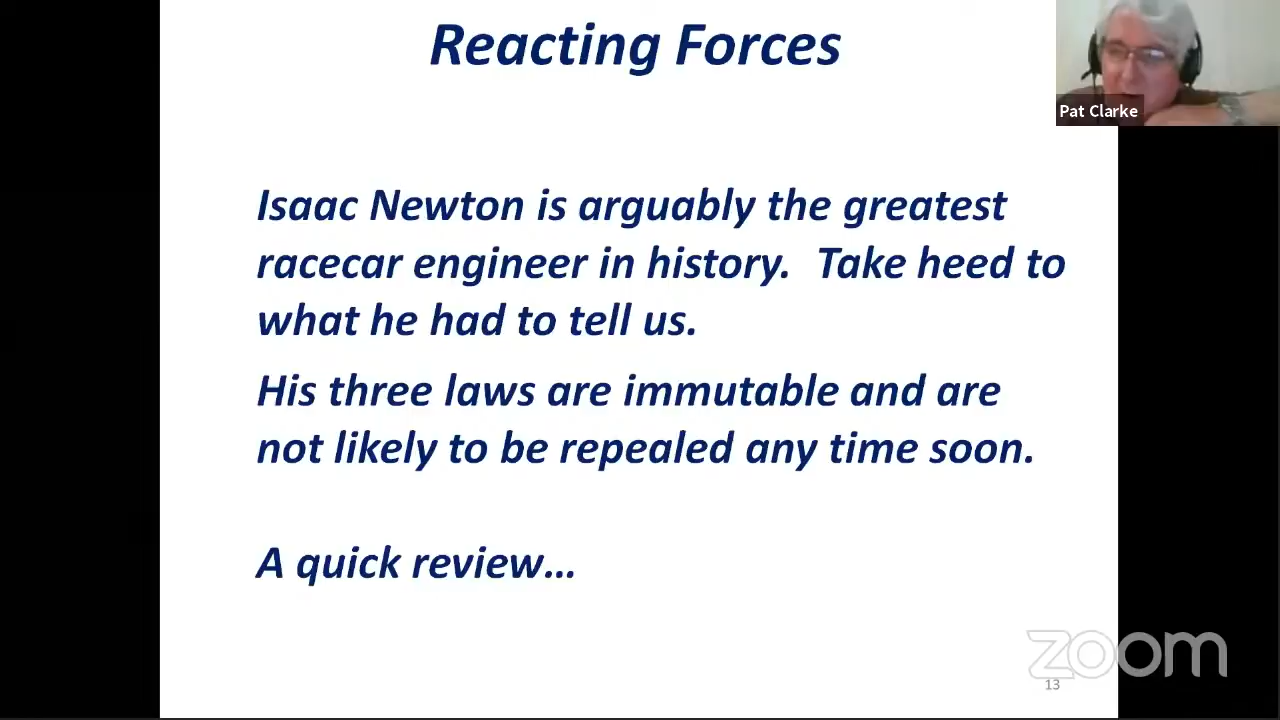 Reacting Forces
Pat Clarke
Isaac Newton is arguably the greatest
racecar engineer in history.  Take heed to
what he had to tell us.
His three laws are immutable and are
not likely to be repealed any time soon.
A quick review…
zoom
13